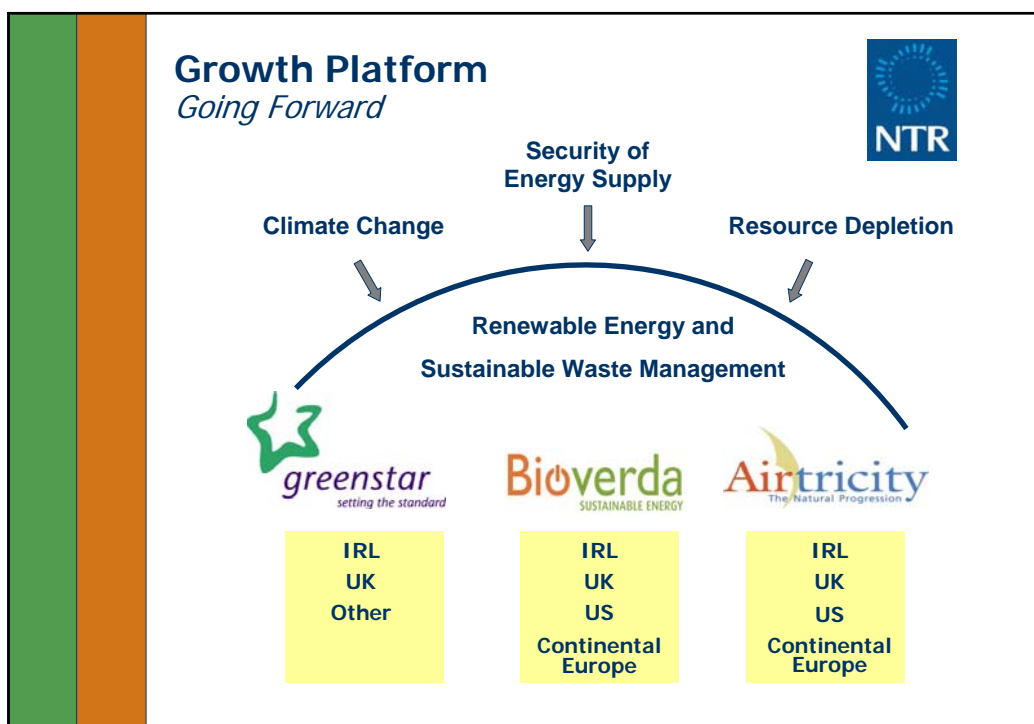 Growth Platform
Going Forward
NTR
Security of
Energy Supply
Climate Change
Resource Depletion
Renewable Energy and
Sustainable Waste Management
greenstar
setting the standard
Bioverda
SUSTAINABLE ENERGY
Airtricity
The Natural Progression
IRL
UK
Other
IRL
UK
US
Continental
Europe
IRL
UK
US
Continental
Europe